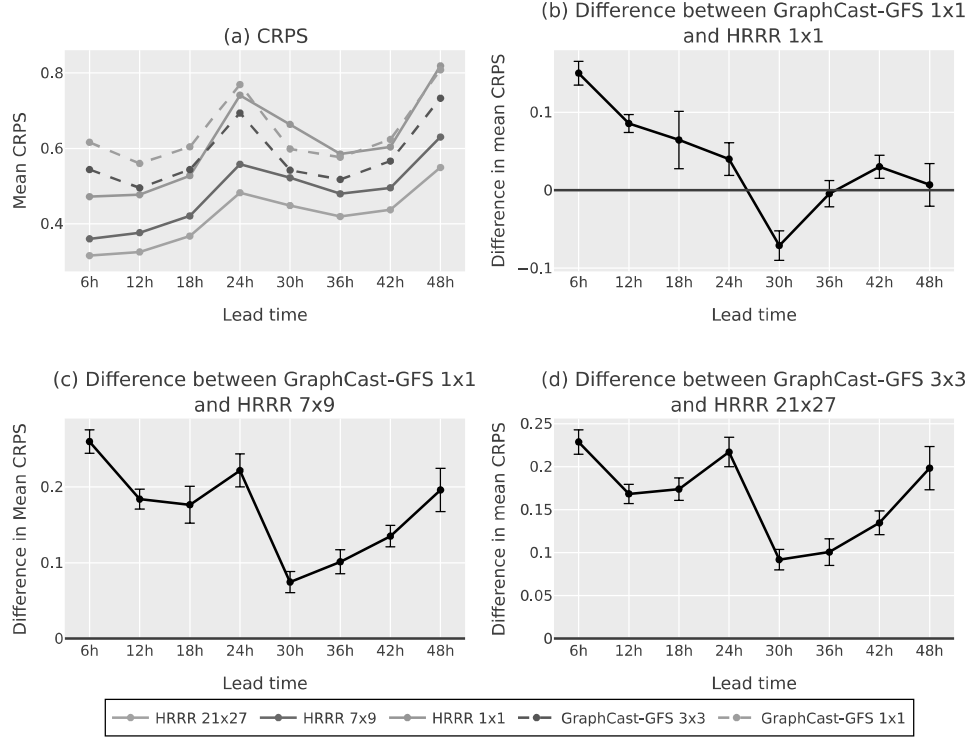 (a) CRPS
Mean CRPS
0.8
0.6
0.4
6h 12h 18h 24h 30h 36h 42h 48h
Lead time
(b) Difference between GraphCast-GFS 1x1
and HRRR 1x1
Difference in mean CRPS
0.1
0
−0.1
6h 12h 18h 24h 30h 36h 42h 48h
Lead time
(c) Difference between GraphCast-GFS 1x1
and HRRR 7x9
Difference in Mean CRPS
0.2
0.1
0
6h 12h 18h 24h 30h 36h 42h 48h
Lead time
(d) Difference between GraphCast-GFS 3x3
and HRRR 21x27
Difference in mean CRPS
0.25
0.2
0.15
0.1
0.05
0
6h 12h 18h 24h 30h 36h 42h 48h
Lead time
HRRR 21x27 HRRR 7x9 HRRR 1x1 GraphCast-GFS 3x3 GraphCast-GFS 1x1